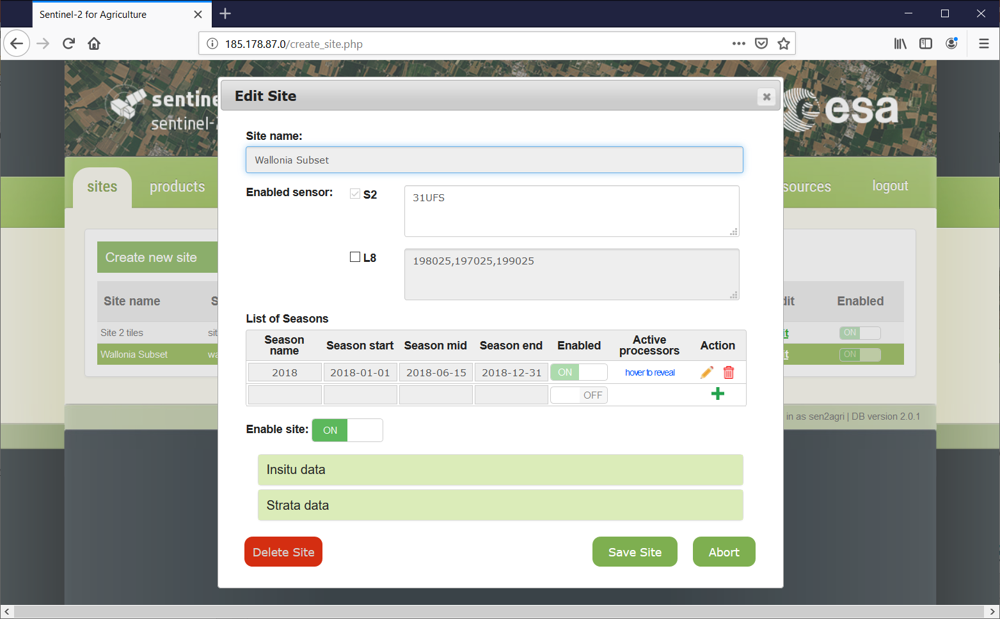 Sentinel-2 for Agriculture
185.178.87.0/create_site.php
sentine
sentinel-2
esa
Edit Site
sites
products
sources
logout
Site name:
Wallonia Subset
Enabled sensor:
S2
31UFS
L8
198025,197025,199025
Create new site
Site name
S
dit
Enabled
Site 2 tiles
sit
it
ON
Wallonia Subset
wa
it
ON
List of Seasons
Season name
Season start
Season mid
Season end
Enabled
Active processors
Action
2018
2018-01-01
2018-06-15
2018-12-31
ON
hover to reveal
OFF
in as sen2agri | DB version 2.0.1
Enable site:
ON
Insitu data
Strata data
Delete Site
Save Site
Abort